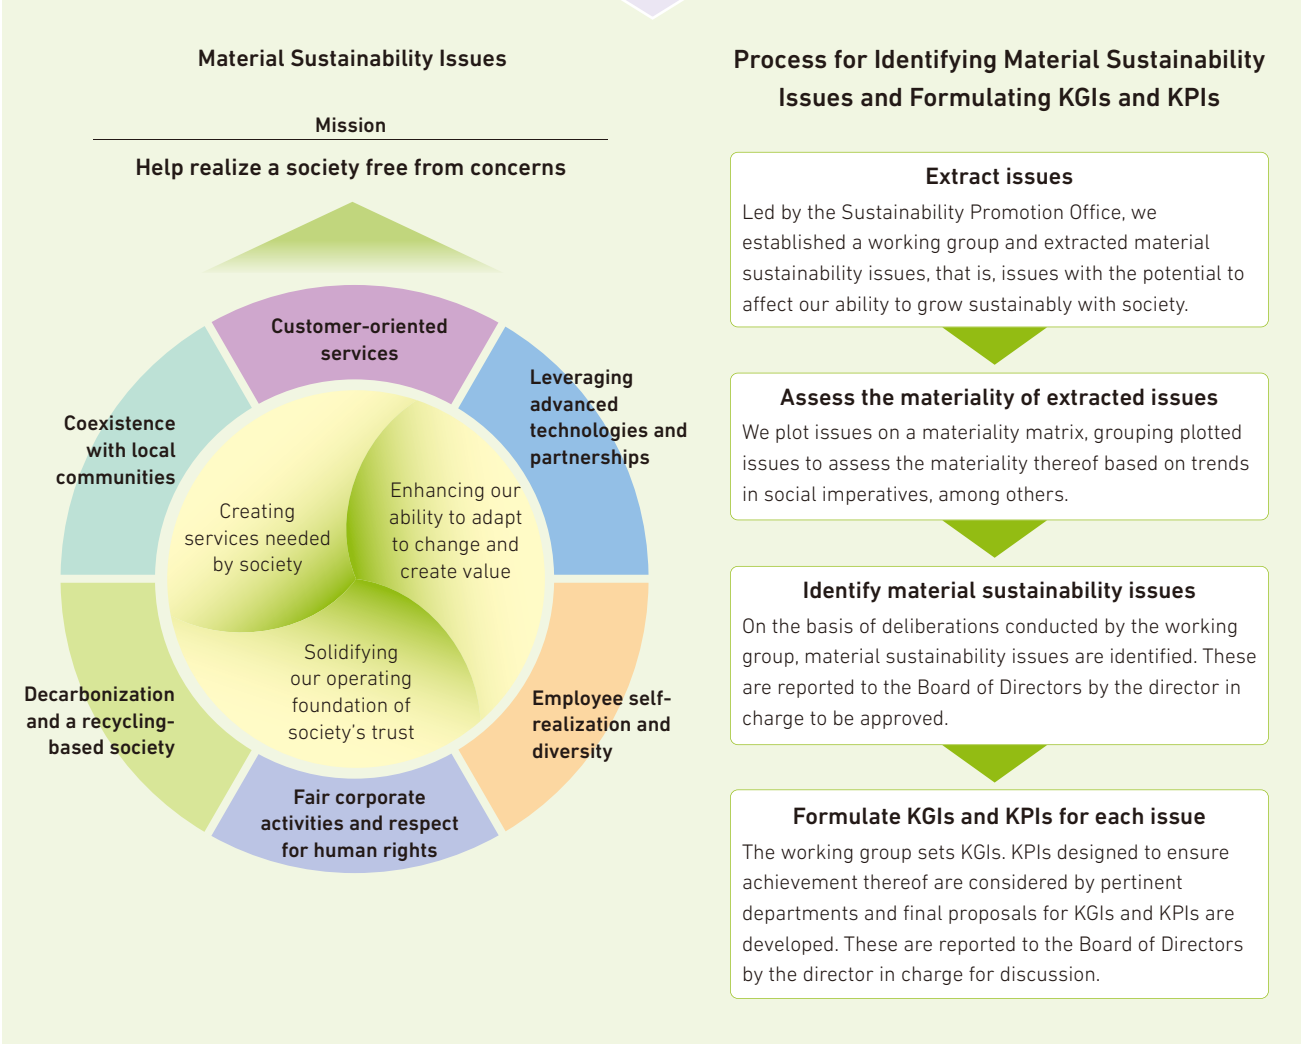 Material Sustainability Issues
Mission
Help realize a society free from concerns
Customer-oriented
services
Leveraging
advanced
technologies and
partnerships
Coexistence
with local
communities
Creating
services needed
by society
Enhancing our
ability to adapt
to change and
create value
Solidifying
our operating
foundation of
society's trust
Decarbonization
and a recycling-
based society
Employee self-
realization and
diversity
Fair corporate
activities and respect
for human rights
Process for Identifying Material Sustainability
Issues and Formulating KGIs and KPIs
Extract issues
Led by the Sustainability Promotion Office, we
established a working group and extracted material
sustainability issues, that is, issues with the potential to
affect our ability to grow sustainably with society.
Assess the materiality of extracted issues
We plot issues on a materiality matrix, grouping plotted
issues to assess the materiality thereof based on trends
in social imperatives, among others.
Identify material sustainability issues
On the basis of deliberations conducted by the working
group, material sustainability issues are identified. These
are reported to the Board of Directors by the director in
charge to be approved.
Formulate KGIs and KPIs for each issue
The working group sets KGIs. KPIs designed to ensure
achievement thereof are considered by pertinent
departments and final proposals for KGIs and KPIs are
developed. These are reported to the Board of Directors
by the director in charge for discussion.